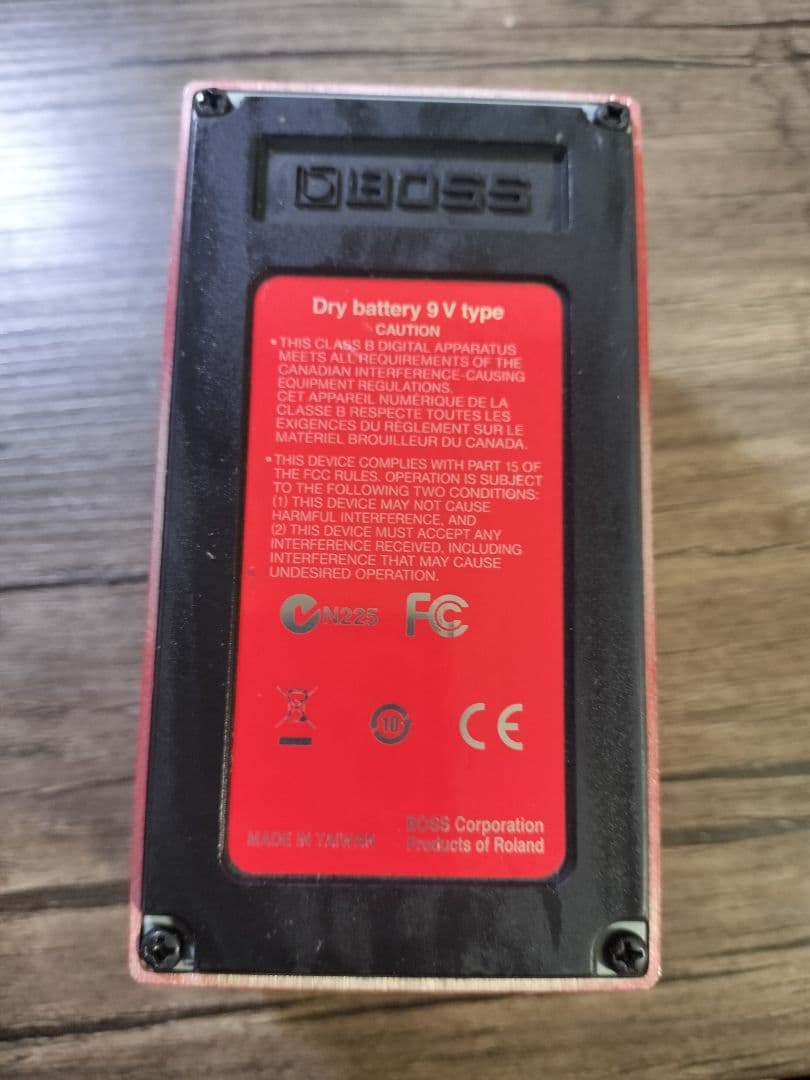 BOSS
Dry battery 9 V type
CAUTION
• THIS CLASS B DIGITAL APPARATUS
MEETS ALL REQUIREMENTS OF THE
CANADIAN INTERFERENCE-CAUSING
EQUIPMENT REGULATIONS.
CET APPAREIL NUMÉRIQUE DE LA
CLASSE B RESPECTE TOUTES LES
EXIGENCES DU RÈGLEMENT SUR LE
MATÉRIEL BROUILLEUR DU CANADA.
• THIS DEVICE COMPLIES WITH PART 15 OF
THE FCC RULES. OPERATION IS SUBJECT
TO THE FOLLOWING TWO CONDITIONS:
(1) THIS DEVICE MAY NOT CAUSE
HARMFUL INTERFERENCE, AND
(2) THIS DEVICE MUST ACCEPT ANY
INTERFERENCE RECEIVED, INCLUDING
INTERFERENCE THAT MAY CAUSE
UNDESIRED OPERATION.
N225 FC
10 CE
MADE IN TAIWAN
BOSS Corporation
Products of Roland